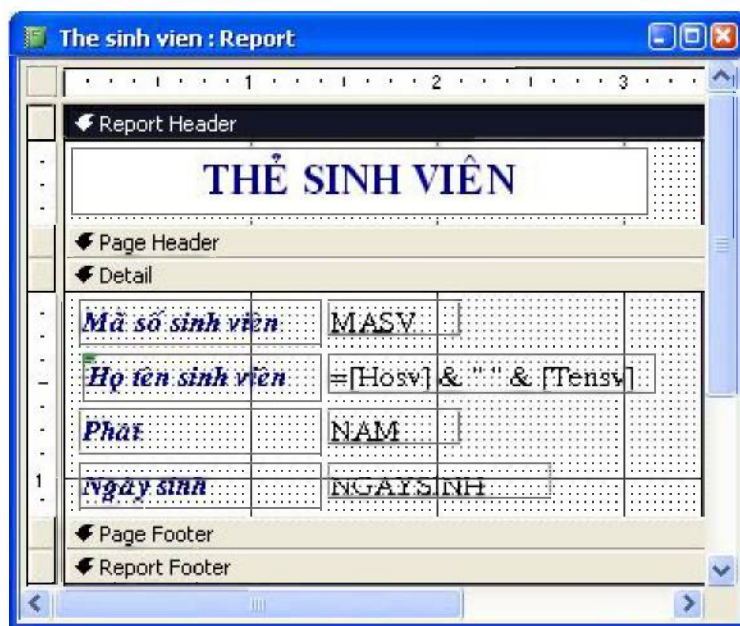 The sinh vien : Report
1 2 3
Report Header
THẺ SINH VIÊN
Page Header
Detail
Mã số sinh viên MASV
Họ tên sinh viên =[Hosv] & " " & [Tensv]
Phái NAM
1
Ngày sinh NGAYSINH
Page Footer
Report Footer